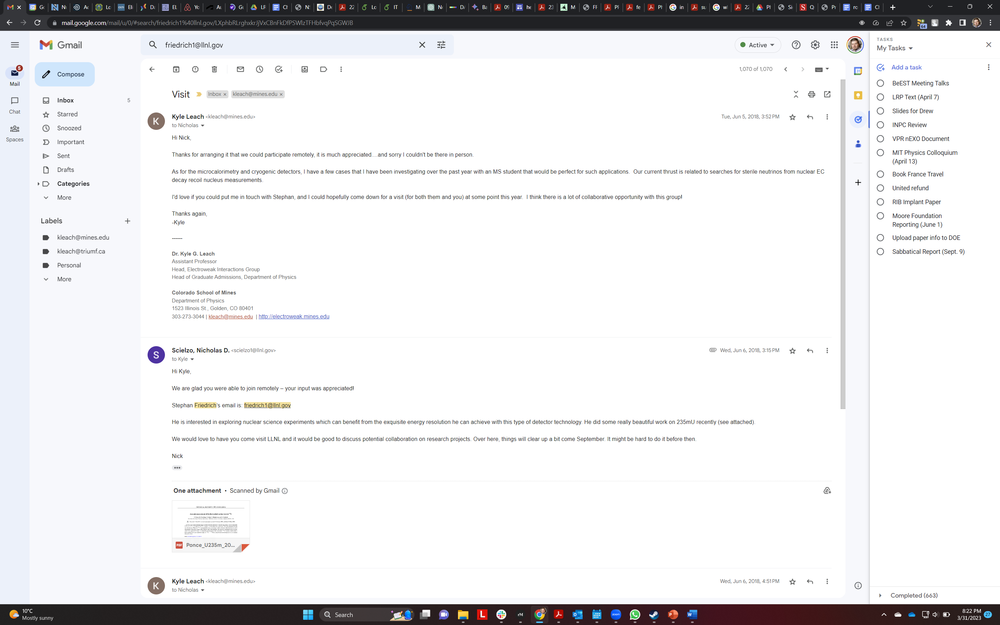 mail.google.com/mail/u/0/#search/friedrich1%40llnl.gov/LXphbRLrghxkrJjVxCBnFkDfPSWlzTFHbfvqPqSGWJB
64
Gmail
friedrich1@llnl.gov
Active
TASKS
My Tasks
5
Mail
Chat
Spaces
Compose
Inbox 5
Starred
Snoozed
Important
Sent
Drafts
Categories
More
Labels
kleach@mines.edu
kleach@triumf.ca
Personal
More
1,070 of 1,070
Visit Inbox × kleach@mines.edu ×
K
Kyle Leach <kleach@mines.edu>
Tue, Jun 5, 2018, 3:52 PM
to Nicholas
Hi Nick,
Thanks for arranging it that we could participate remotely, it is much appreciated....and sorry I couldn't be there in person.
As for the microcalorimetry and cryogenic detectors, I have a few cases that I have been investigating over the past year with an MS student that would be perfect for such applications.  Our current thrust is related to searches for sterile neutrinos from nuclear EC
decay recoil nucleus measurements.
I'd love if you could put me in touch with Stephan, and I could hopefully come down for a visit (for both them and you) at some point this year.  I think there is a lot of collaborative opportunity with this group!
Thanks again,
-Kyle
------
Dr. Kyle G. Leach
Assistant Professor
Head, Electroweak Interactions Group
Head of Graduate Admissions, Department of Physics
Colorado School of Mines
Department of Physics
1523 Illinois St., Golden, CO 80401
303-273-3044 | kleach@mines.edu | http://electroweak.mines.edu
S
Scielzo, Nicholas D. <scielzo1@llnl.gov>
Wed, Jun 6, 2018, 3:15 PM
to Kyle
Hi Kyle,
We are glad you were able to join remotely – your input was appreciated!
Stephan Friedrich's email is: friedrich1@llnl.gov
He is interested in exploring nuclear science experiments which can benefit from the exquisite energy resolution he can achieve with this type of detector technology. He did some really beautiful work on 235mU recently (see attached).
We would love to have you come visit LLNL and it would be good to discuss potential collaboration on research projects. Over here, things will clear up a bit come September. It might be hard to do it before then.
Nick
One attachment • Scanned by Gmail
PDF Ponce_U235m_20...
K
Kyle Leach <kleach@mines.edu>
Wed, Jun 6, 2018, 4:51 PM
to Nicholas
Add a task
BeEST Meeting Talks
LRP Text (April 7)
Slides for Drew
INPC Review
VPR nEXO Document
MIT Physics Colloquium
(April 13)
Book France Travel
United refund
RIB Implant Paper
Moore Foundation
Reporting (June 1)
Upload paper info to DOE
Sabbatical Report (Sept. 9)
Completed (663)
10°C
Mostly sunny
Search
8:22 PM
3/31/2023
27